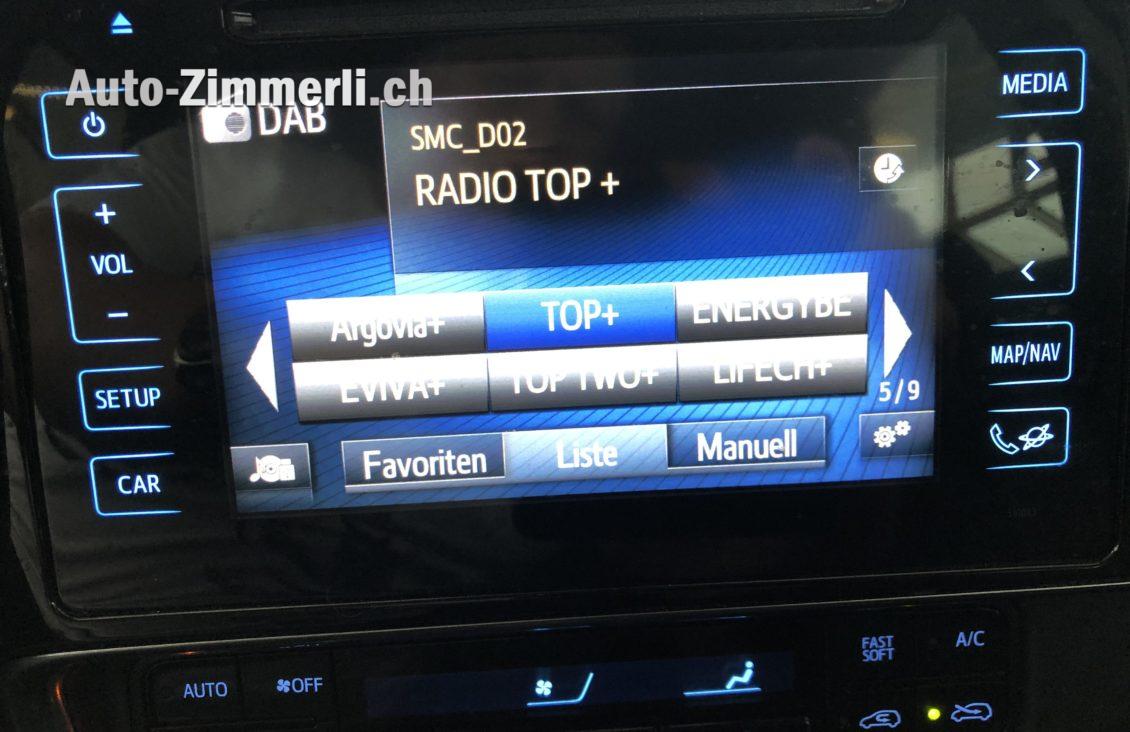 Auto-Zimmerli.ch
MEDIA
DAB
SMC_D02
RADIO TOP +
+
VOL
−
Argovia+
TOP+
ENERGYBE
EVIVA+
TOP TWO+
LIFECH+
5/9
MAP/NAV
SETUP
Favoriten
Liste
Manuell
CAR
FAST
SOFT
A/C
AUTO
OFF